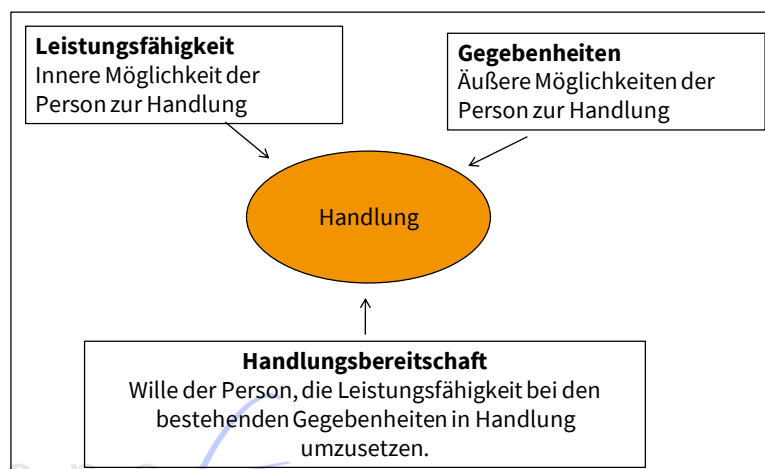 Leistungsfähigkeit
Innere Möglichkeit der
Person zur Handlung
Gegebenheiten
Äußere Möglichkeiten der
Person zur Handlung
Handlung
Handlungsbereitschaft
Wille der Person, die Leistungsfähigkeit bei den
bestehenden Gegebenheiten in Handlung
umzusetzen.